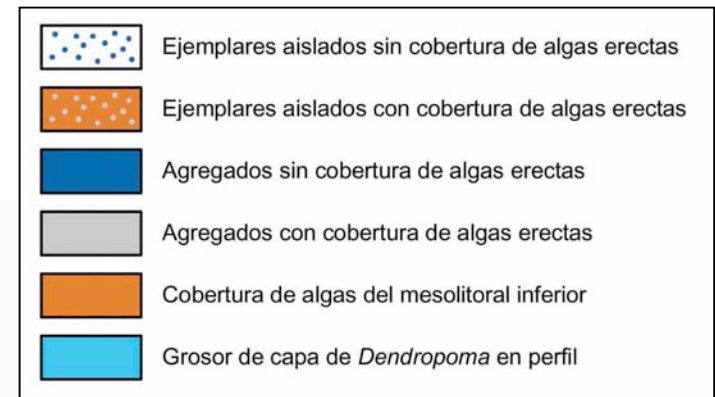 Ejemplares aislados sin cobertura de algas erectas
Ejemplares aislados con cobertura de algas erectas
Agregados sin cobertura de algas erectas
Agregados con cobertura de algas erectas
Cobertura de algas del mesolitoral inferior
Grosor de capa de Dendropoma en perfil